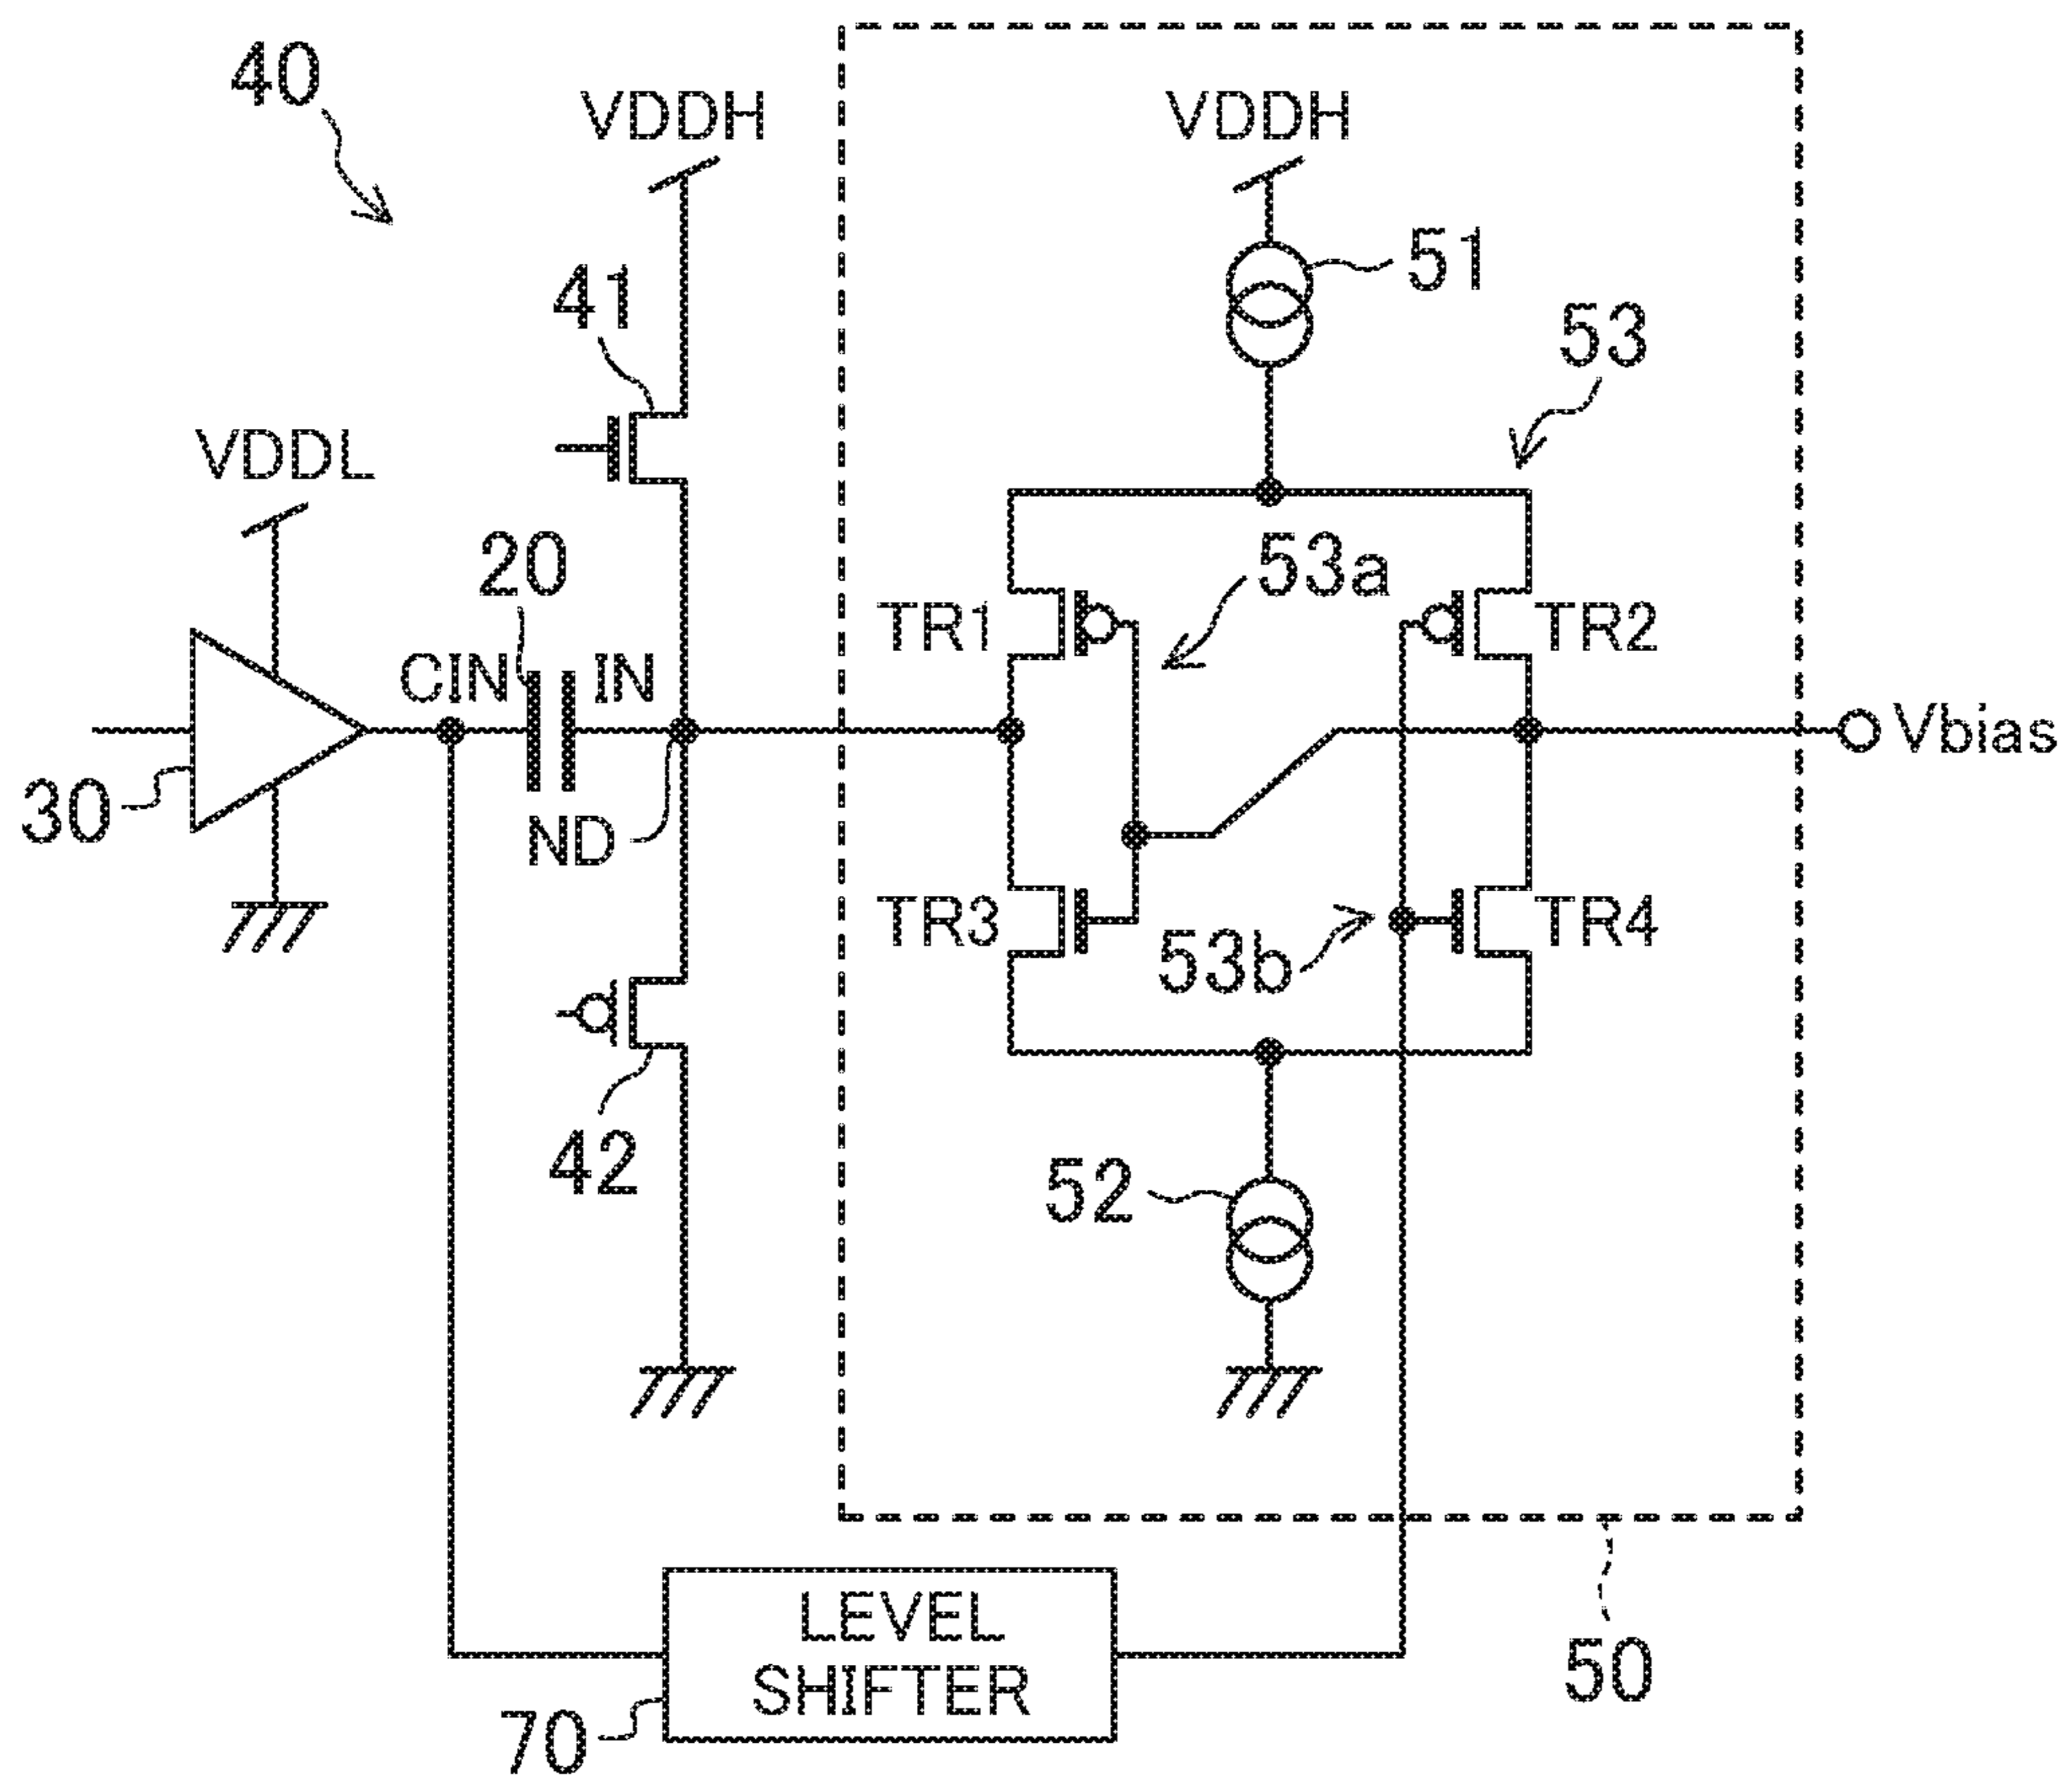 40
VDDH
VDDH
51
41
53
VDDL
20
53a
TR1
TR2
CIN
IN
Vbias
30
ND
TR3
TR4
53b
42
52
LEVEL
SHIFTER
50
70